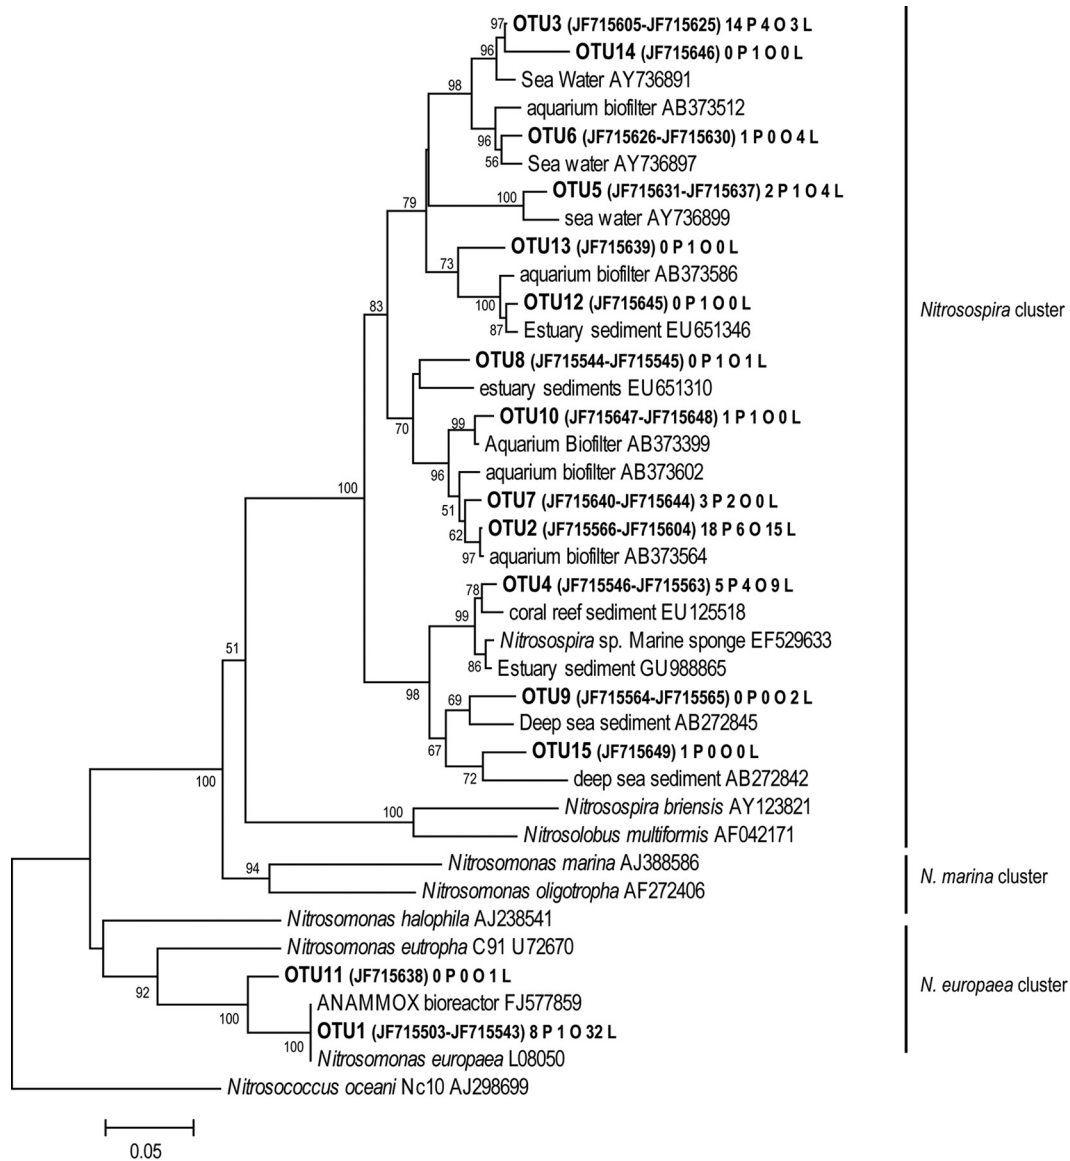 97
OTU3 (JF715605-JF715625) 14 P 4 O 3 L
96
OTU14 (JF715646) 0 P 1 O 0 L
Sea Water AY736891
98
aquarium biofilter AB373512
96
OTU6 (JF715626-JF715630) 1 P 0 O 4 L
56
Sea water AY736897
79
100
OTU5 (JF715631-JF715637) 2 P 1 O 4 L
sea water AY736899
OTU13 (JF715639) 0 P 1 O 0 L
73
aquarium biofilter AB373586
100
OTU12 (JF715645) 0 P 1 O 0 L
87
Estuary sediment EU651346
83
Nitrosospira cluster
OTU8 (JF715544-JF715545) 0 P 1 O 1 L
estuary sediments EU651310
70
99
OTU10 (JF715647-JF715648) 1 P 1 O 0 L
Aquarium Biofilter AB373399
96
aquarium biofilter AB373602
51
OTU7 (JF715640-JF715644) 3 P 2 O 0 L
62
OTU2 (JF715566-JF715604) 18 P 6 O 15 L
97
aquarium biofilter AB373564
100
78
OTU4 (JF715546-JF715563) 5 P 4 O 9 L
99
coral reef sediment EU125518
Nitrosospira sp. Marine sponge EF529633
86
Estuary sediment GU988865
51
98
69
OTU9 (JF715564-JF715565) 0 P 0 O 2 L
Deep sea sediment AB272845
67
OTU15 (JF715649) 1 P 0 O 0 L
72
deep sea sediment AB272842
100
100
Nitrosospira briensis AY123821
Nitrosolobus multiformis AF042171
94
Nitrosomonas marina AJ388586
Nitrosomonas oligotropha AF272406
N. marina cluster
Nitrosomonas halophila AJ238541
Nitrosomonas eutropha C91 U72670
92
OTU11 (JF715638) 0 P 0 O 1 L
N. europaea cluster
100
ANAMMOX bioreactor FJ577859
OTU1 (JF715503-JF715543) 8 P 1 O 32 L
100
Nitrosomonas europaea L08050
Nitrosococcus oceani Nc10 AJ298699
0.05